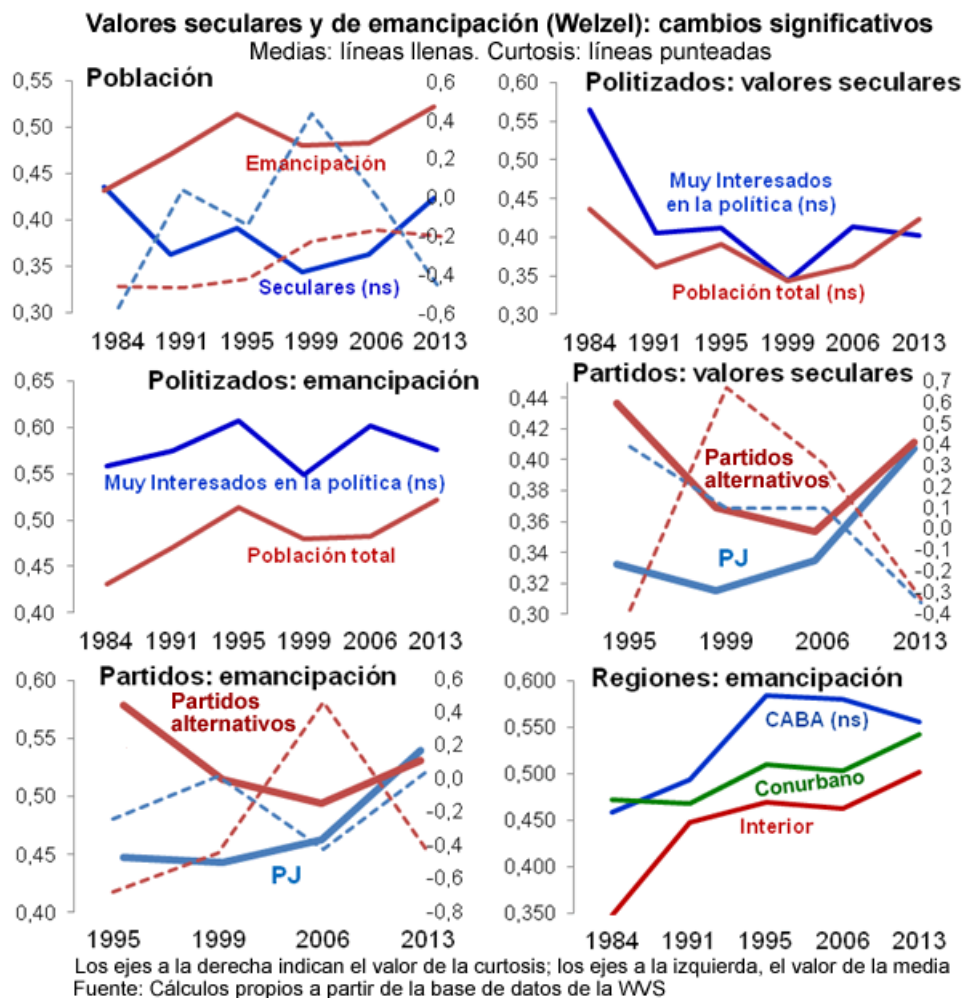 Valores seculares y de emancipación (Welzel): cambios significativos
Medias: líneas llenas. Curtosis: líneas punteadas
Población
0,55
0,50
0,45
0,40
0,35
0,30
0,6
0,4
0,2
0,0
-0,2
-0,4
-0,6
Emancipación
Seculares (ns)
1984 1991 1995 1999 2006 2013
Politizados: valores seculares
0,60
0,55
0,50
0,45
0,40
0,35
0,30
Muy Interesados
en la política (ns)
Población total (ns)
1984 1991 1995 1999 2006 2013
Politizados: emancipación
0,65
0,60
0,55
0,50
0,45
0,40
Muy Interesados en la política (ns)
Población total
1984 1991 1995 1999 2006 2013
Partidos: valores seculares
0,44
0,42
0,40
0,38
0,36
0,34
0,32
0,30
0,7
0,6
0,5
0,4
0,3
0,2
0,1
0,0
-0,1
-0,2
-0,3
-0,4
Partidos
alternativos
PJ
1995 1999 2006 2013
Partidos: emancipación
0,60
0,55
0,50
0,45
0,40
0,6
0,4
0,2
0,0
-0,2
-0,4
-0,6
-0,8
Partidos
alternativos
PJ
1995 1999 2006 2013
Regiones: emancipación
0,600
0,550
0,500
0,450
0,400
0,350
CABA (ns)
Conurbano
Interior
1984 1991 1995 2006 2013
Los ejes a la derecha indican el valor de la curtosis; los ejes a la izquierda, el valor de la media
Fuente: Cálculos propios a partir de la base de datos de la WVS